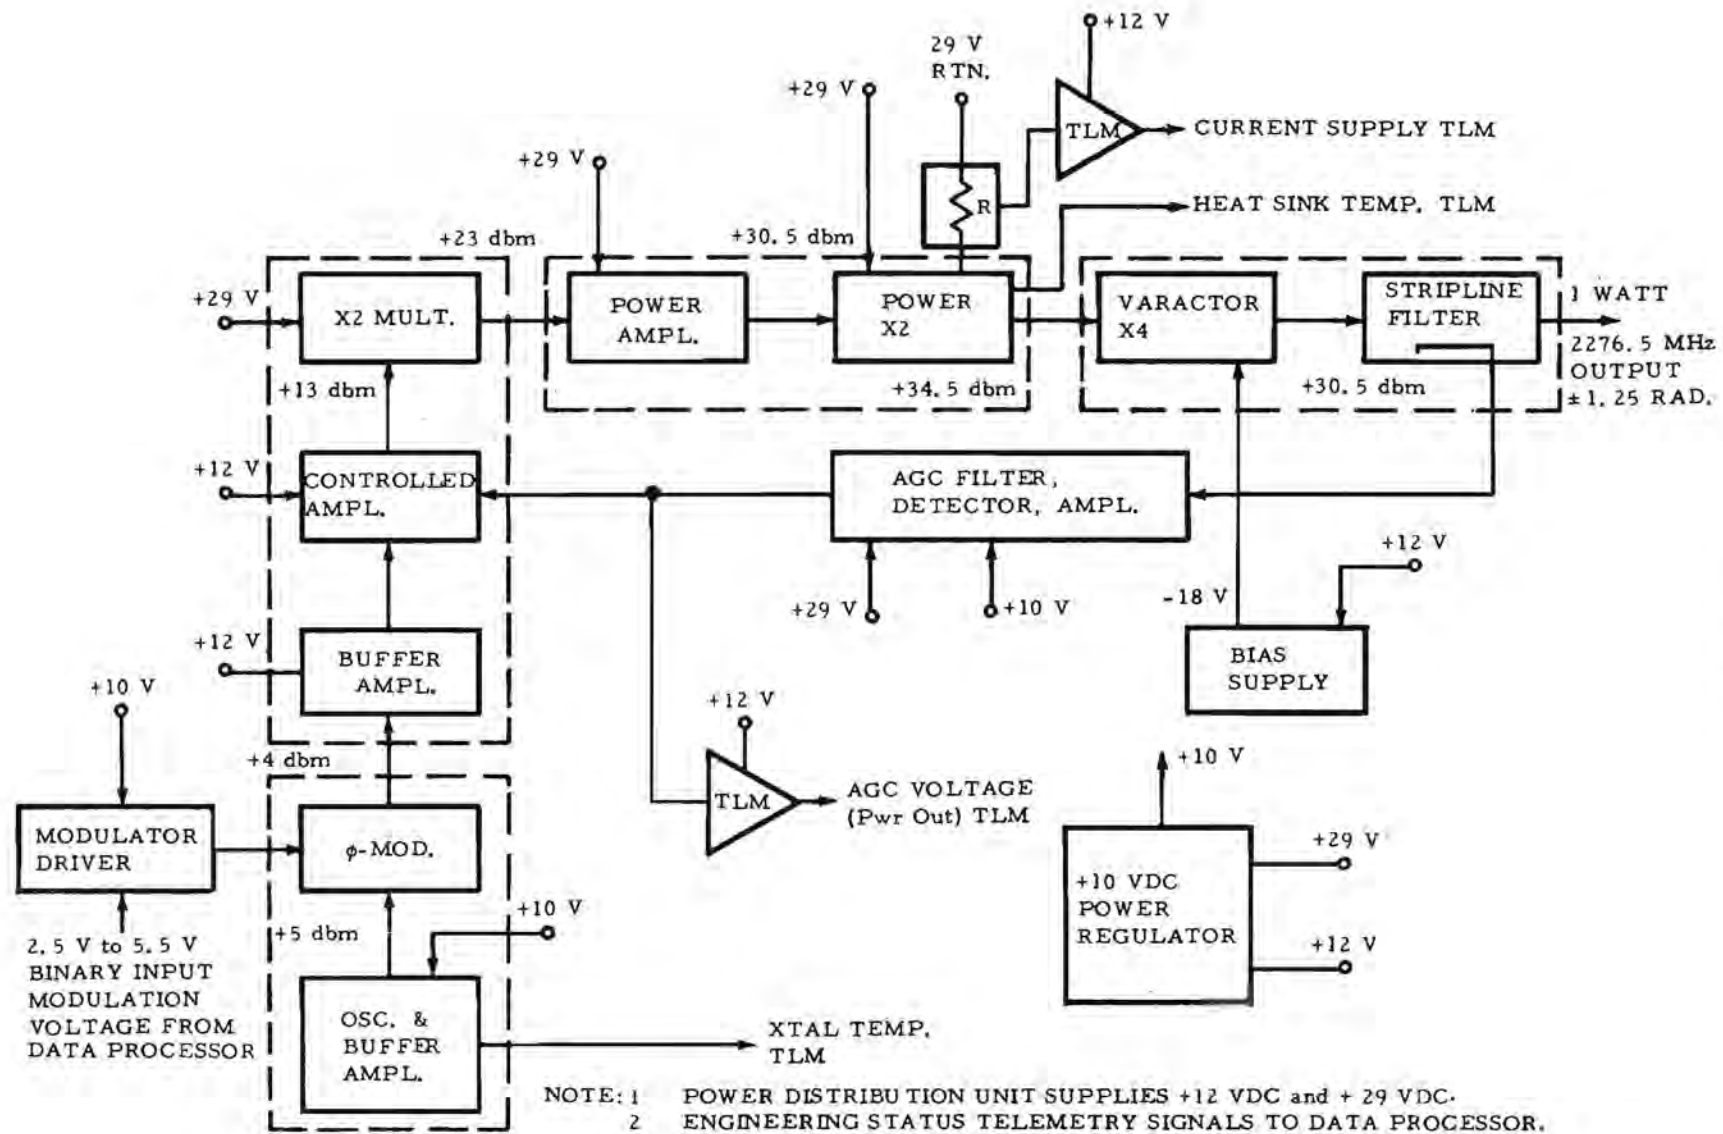 +12 V
29 V
RTN.
+29 V
TLM
CURRENT SUPPLY TLM
+29 V
R
HEAT SINK TEMP. TLM
+23 dbm
+30.5 dbm
+29 V
X2 MULT.
POWER
AMPL.
POWER
X2
VARACTOR
X4
STRIPLINE
FILTER
1 WATT
2276.5 MHz
OUTPUT
±1.25 RAD.
+13 dbm
+34.5 dbm
+30.5 dbm
+12 V
CONTROLLED
AMPL.
AGC FILTER,
DETECTOR, AMPL.
+12 V
+29 V
+10 V
-18 V
+12 V
BUFFER
AMPL.
BIAS
SUPPLY
+10 V
+12 V
+4 dbm
+10 V
TLM
AGC VOLTAGE
(Pwr Out) TLM
MODULATOR
DRIVER
φ-MOD.
+29 V
+10 VDC
POWER
REGULATOR
+12 V
+10 V
+5 dbm
2.5 V to 5.5 V
BINARY INPUT
MODULATION
VOLTAGE FROM
DATA PROCESSOR
OSC. &
BUFFER
AMPL.
XTAL TEMP.
TLM
NOTE: 1 POWER DISTRIBUTION UNIT SUPPLIES +12 VDC and + 29 VDC.
2 ENGINEERING STATUS TELEMETRY SIGNALS TO DATA PROCESSOR.